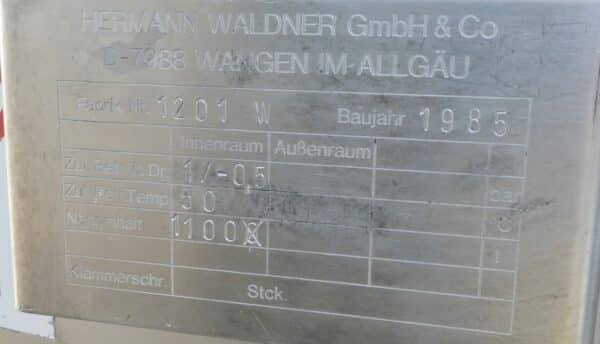 HERMANN WALDNER GmbH & Co
D-7988 WANGEN IM-ALLGÄU
Fabrik Nr. 1201 W Baujahr 1985
Innenraum Außenraum
Zul. Betr. Dr. 1/-0,5 bar
Zul. Betr. Temp 50 °C
Nenninhalt 1100 l
Klammerschr. Stck.